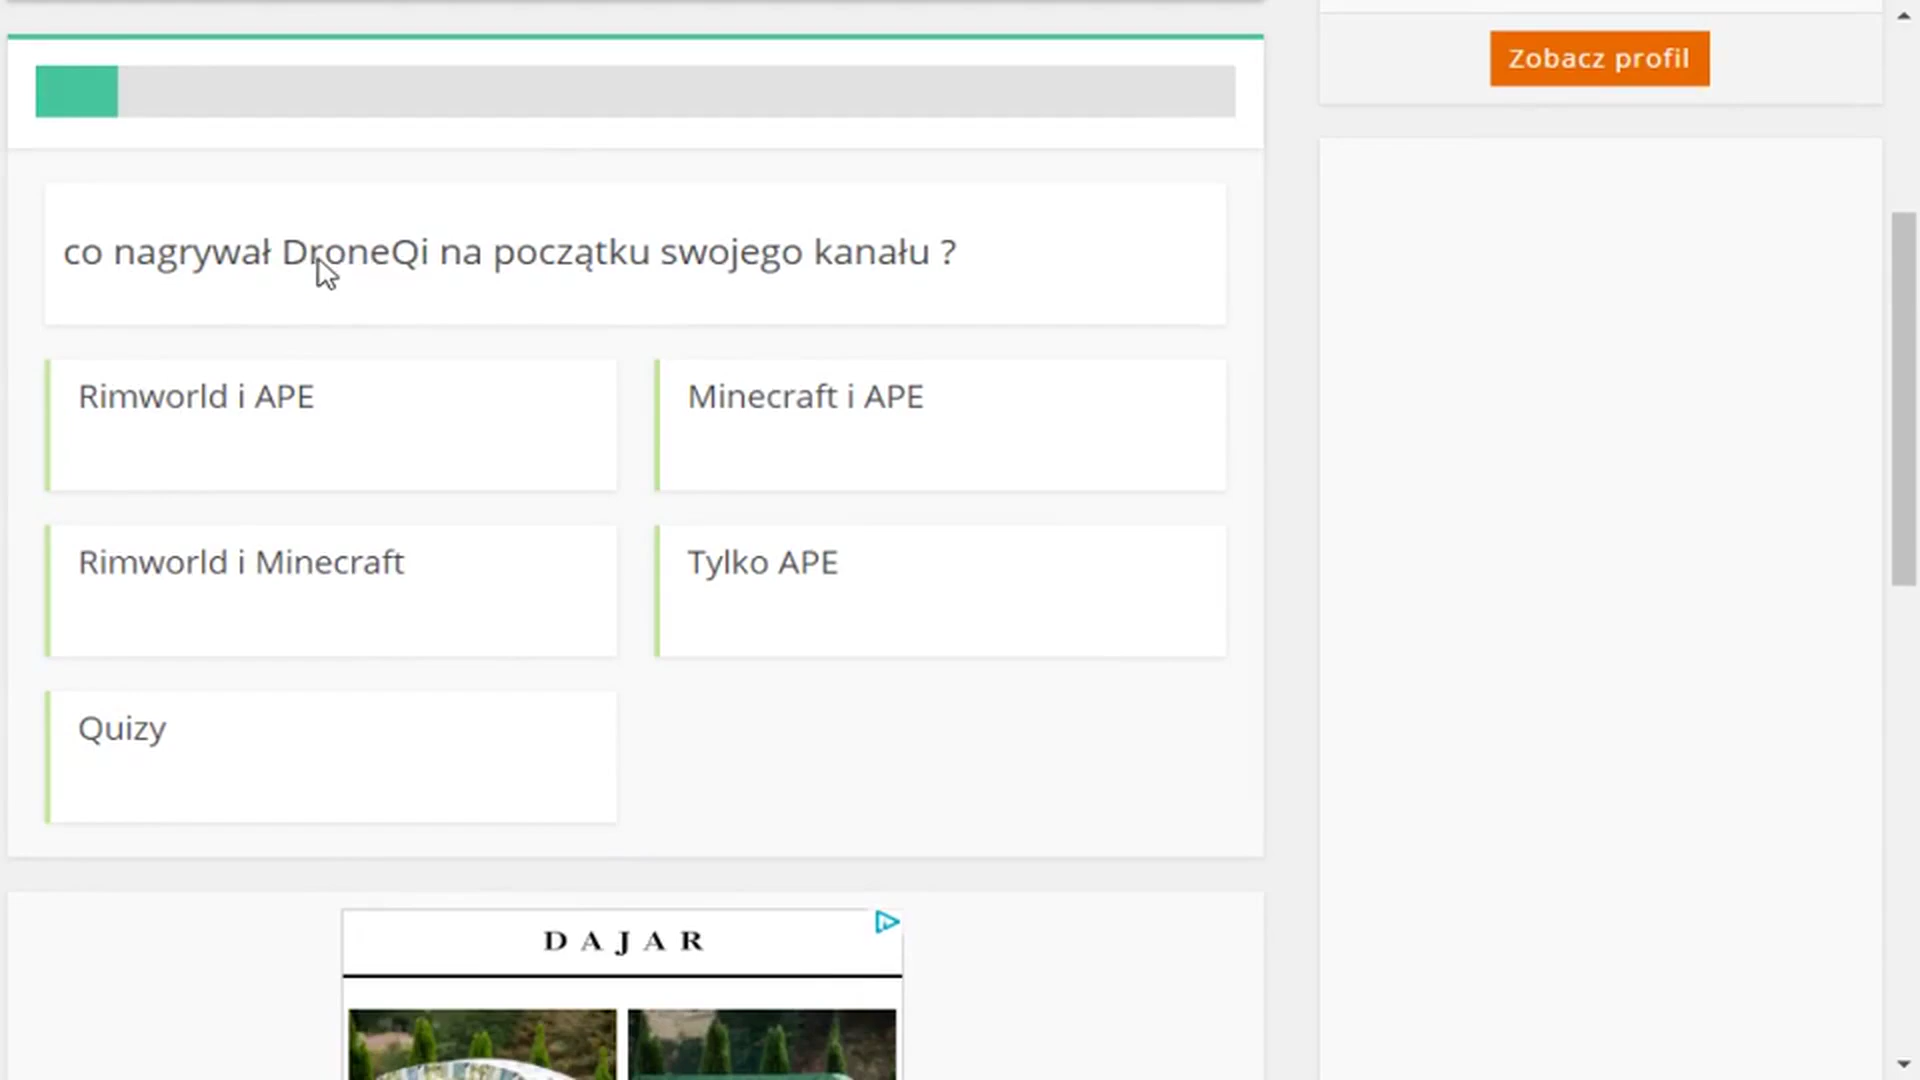 Zobacz profil
co nagrywał DroneQi na początku swojego kanału ?
Rimworld i APE
Minecraft i APE
Rimworld i Minecraft
Tylko APE
Quizy
DAJAR